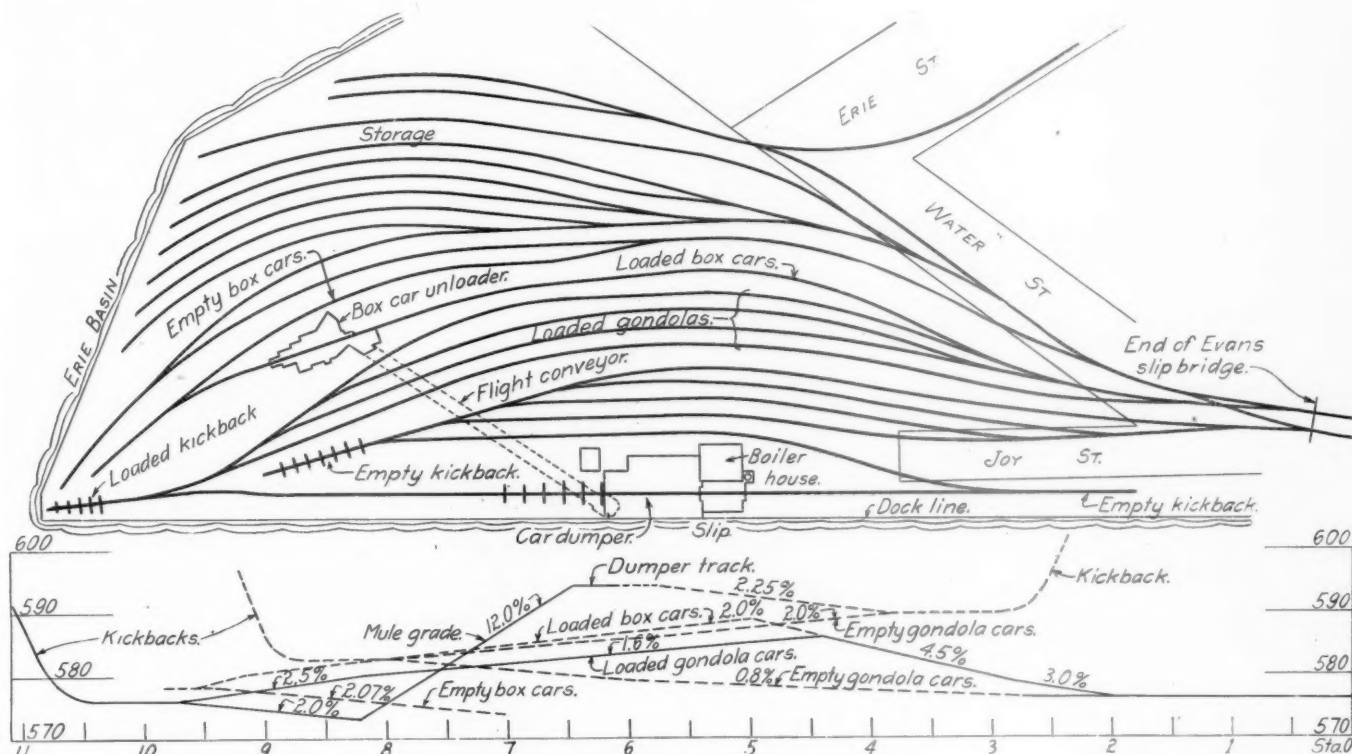 ERIE ST
Storage
WATER ST
ERIE BASIN
Empty box cars.
Box car unloader.
Loaded box cars.
Loaded gondolas.
End of Evans
slip bridge.
Flight conveyor.
Loaded kickback
Empty kickback.
Boiler
house.
JOY ST.
Empty kickback.
Car dumper.
Slip
Dock line.
600
600
Dumper track.
2.25%
Kickback.
590
590
12.0%
Mule grade.
Loaded box cars.
2.0%
2.0%
Empty gondola cars.
Kickbacks.
1.6%
Loaded gondola cars.
4.5%
580
580
2.5%
2.07%
2.0%
Empty box cars.
0.8%
Empty gondola cars.
3.0%
570
570
11 10 9 8 7 6 5 4 3 2 1 Sta.0